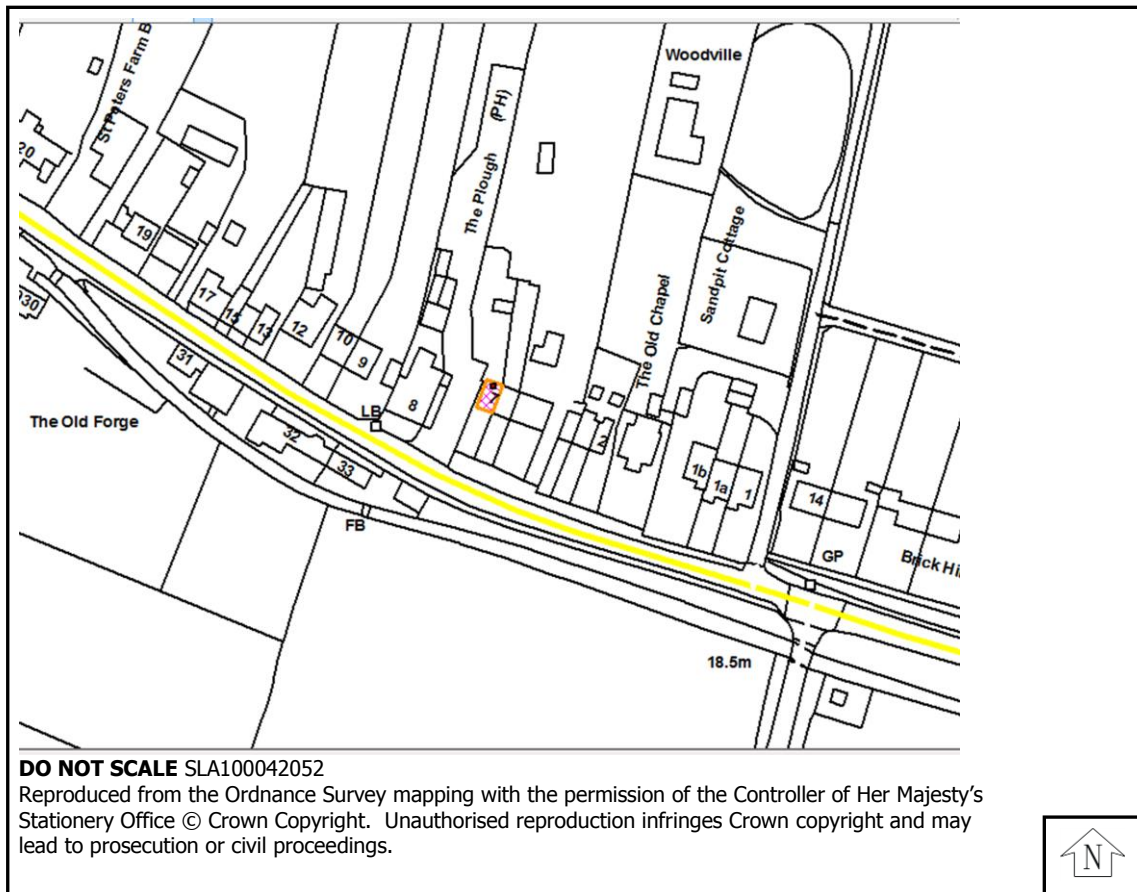 Woodville
St Peters Farm B
(PH)
The Plough
20
19
Sandpit Cottage
The Old Chapel
17
15
13
12
10
9
7
8
LB
31
The Old Forge
32
33
FB
2
1b
1a
1
14
GP
Brick Hi
18.5m
DO NOT SCALE SLA100042052
Reproduced from the Ordnance Survey mapping with the permission of the Controller of Her Majesty's
Stationery Office © Crown Copyright. Unauthorised reproduction infringes Crown copyright and may
lead to prosecution or civil proceedings.
N